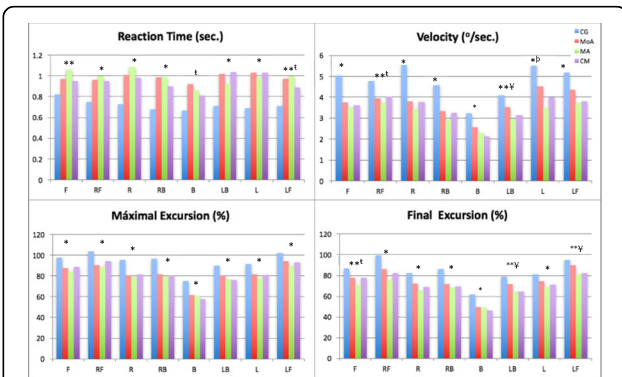 Reaction Time (sec.)
1.2
1
0.8
0.6
0.4
0.2
0
** * * * t * * **t
F RF R RB B LB L LF
Velocity (º/sec.)
CG
MoA
MA
CM
6
5
4
3
2
1
0
* **t * * * **¥ *b *
F RF R RB B LB L LF
Máximal Excursion (%)
120
100
80
60
40
20
0
* * * * * * * *
F RF R RB B LB L LF
Final Excursion (%)
120
100
80
60
40
20
0
**t * * * * **¥ * **¥
F RF R RB B LB L LF